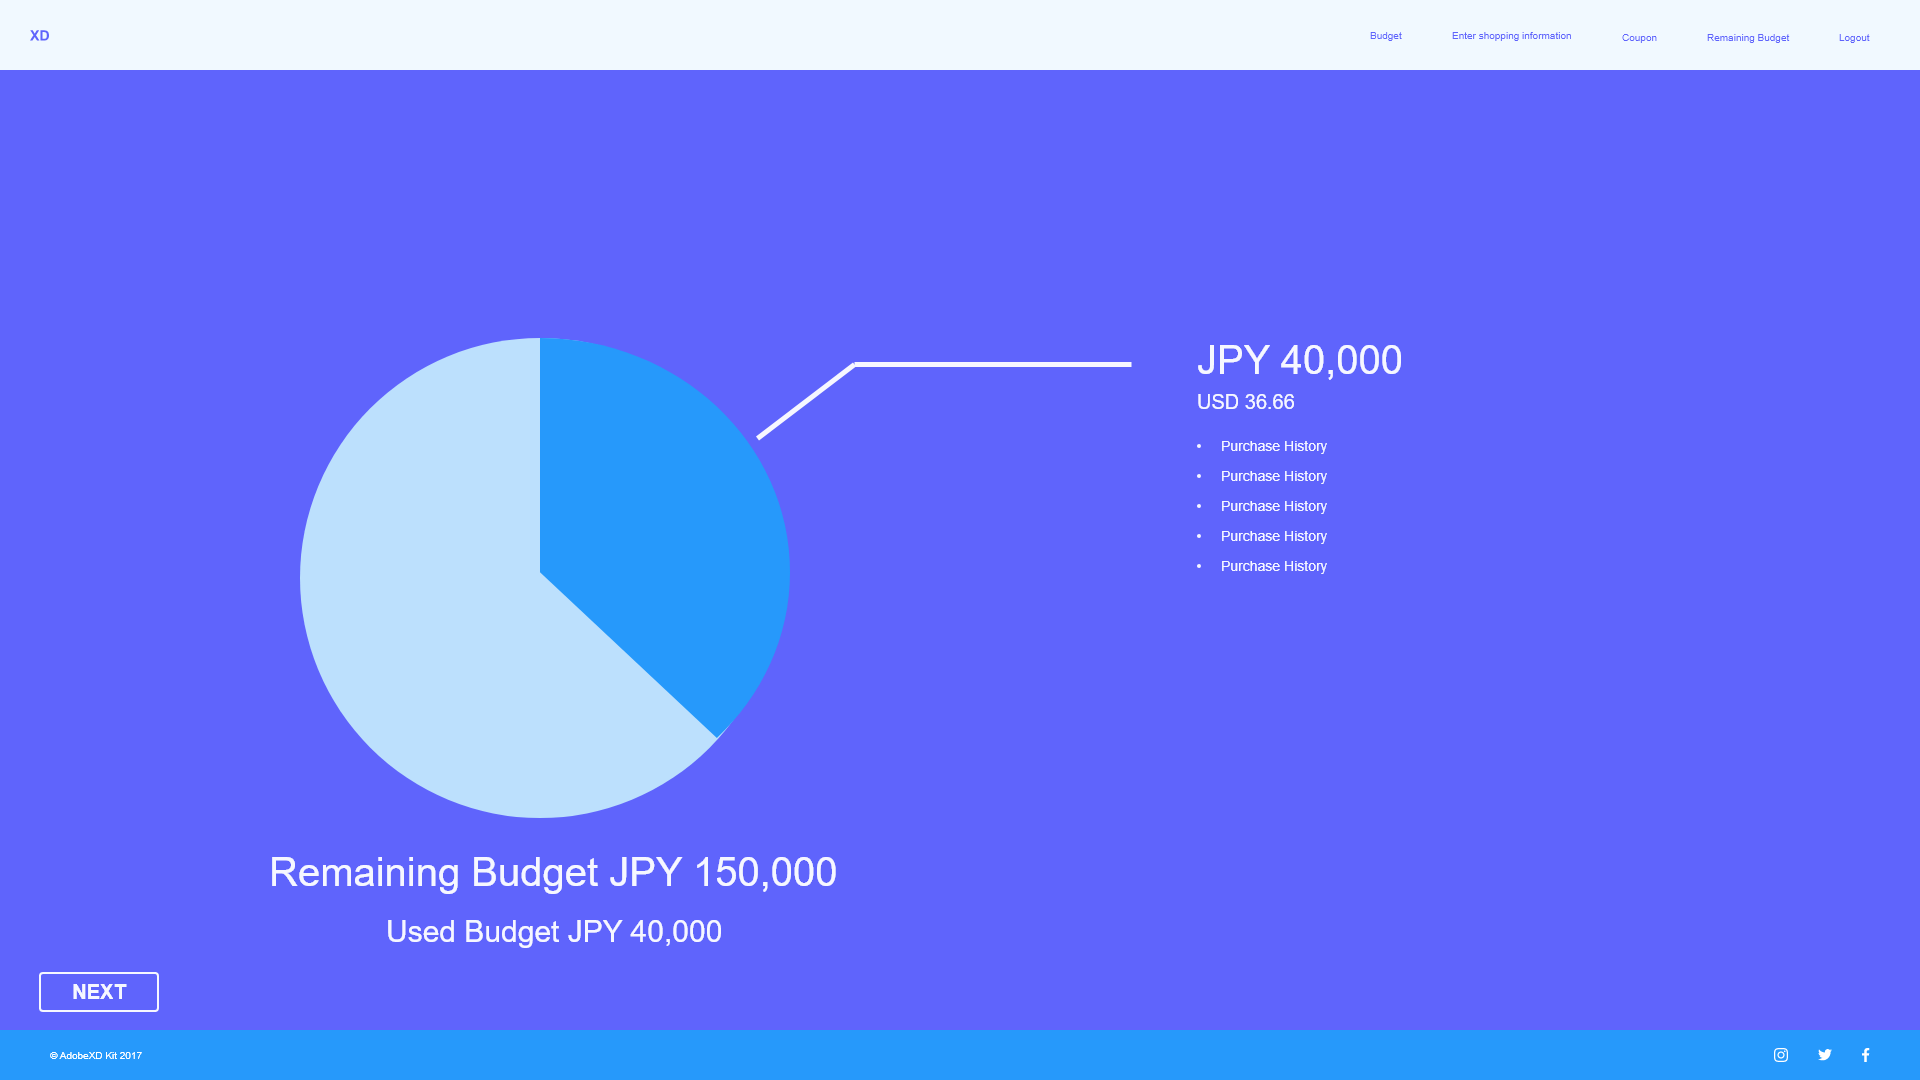 XD
Budget
Enter shopping information
Coupon
Remaining Budget
Logout
JPY 40,000
USD 36.66
• Purchase History
• Purchase History
• Purchase History
• Purchase History
• Purchase History
Remaining Budget JPY 150,000
Used Budget JPY 40,000
NEXT
© AdobeXD Kit 2017